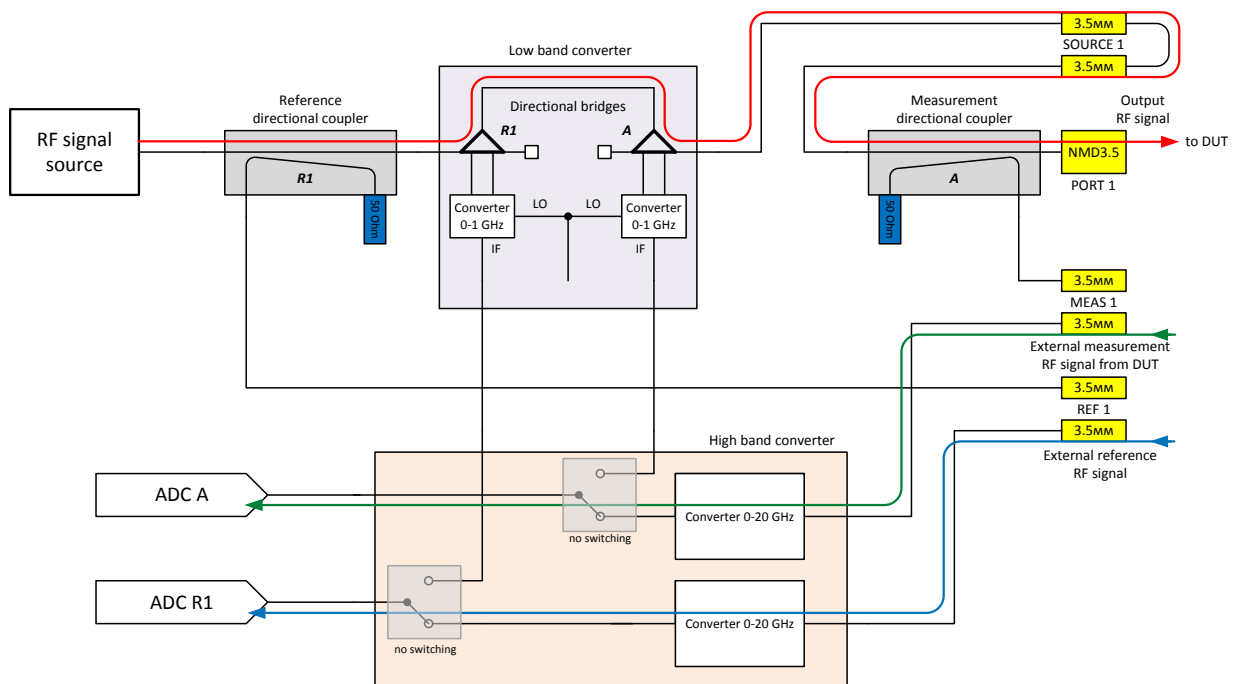 3.5мм
SOURCE 1
3.5мм
Low band converter
Reference
directional coupler
Directional bridges
Measurement
directional coupler
Output
RF signal
RF signal
source
R1
A
NMD3.5
to DUT
PORT 1
R1
A
50 Ohm
50 Ohm
Converter
0-1 GHz
LO
LO
Converter
0-1 GHz
IF
IF
3.5мм
MEAS 1
3.5мм
External measurement
RF signal from DUT
3.5мм
REF 1
3.5мм
External reference
RF signal
High band converter
ADC A
Converter 0-20 GHz
no switching
ADC R1
Converter 0-20 GHz
no switching